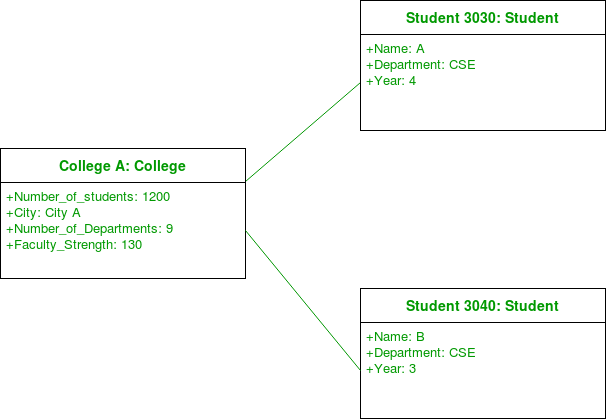 Student 3030: Student
+Name: A
+Department: CSE
+Year: 4
College A: College
+Number_of_students: 1200
+City: City A
+Number_of_Departments: 9
+Faculty_Strength: 130
Student 3040: Student
+Name: B
+Department: CSE
+Year: 3